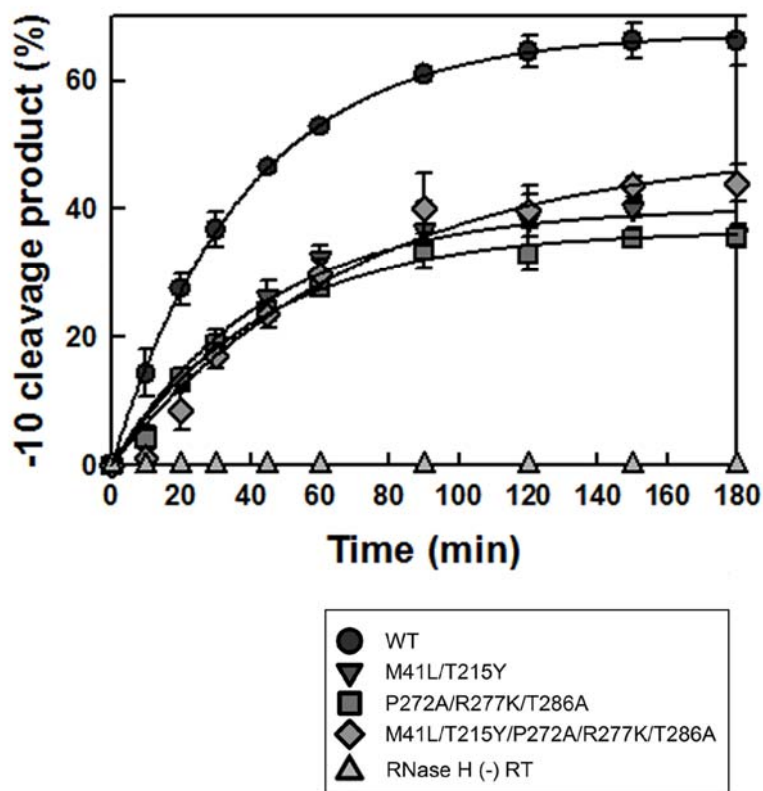 -10 cleavage product (%)
60
40
20
0
0 20 40 60 80 100 120 140 160 180
Time (min)
WT
M41L/T215Y
P272A/R277K/T286A
M41L/T215Y/P272A/R277K/T286A
RNase H (-) RT